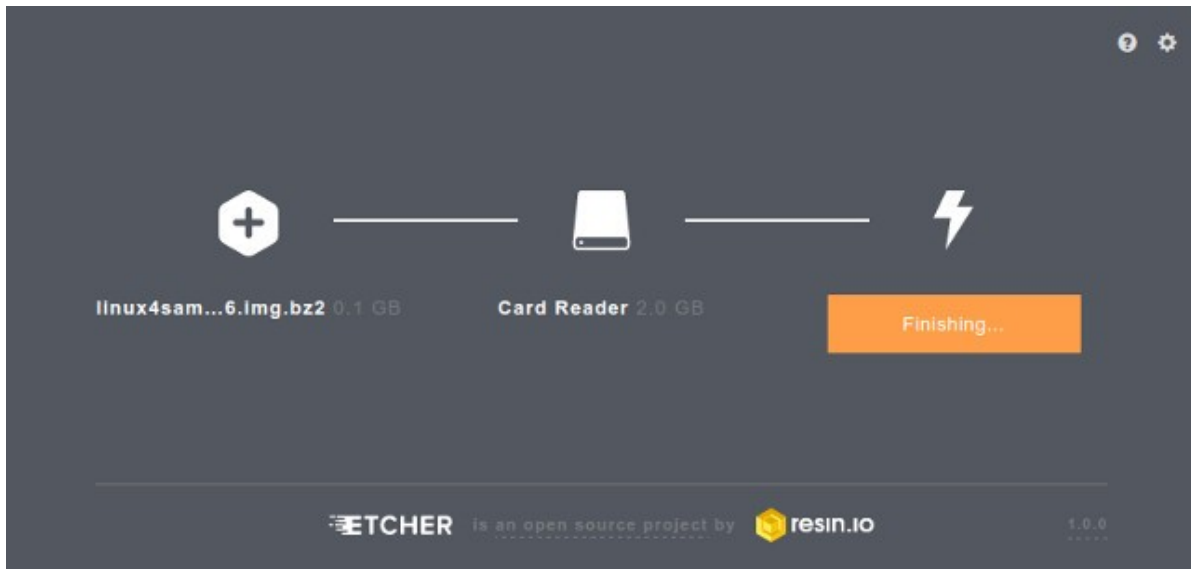 linux4sam...6.img.bz2 0.1 GB
Card Reader 2.0 GB
Finishing...
ETCHER is an open source project by resin.io 1.0.0